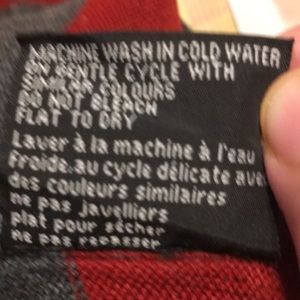 MACHINE WASH IN COLD WATER
ON GENTLE CYCLE WITH
SIMILAR COLOURS
DO NOT BLEACH
FLAT TO DRY
Laver à la machine à l'eau
Froide.au cycle délicate avec
des couleurs similaires
ne pas javelliers
plat pour sécher
ne pas repasser